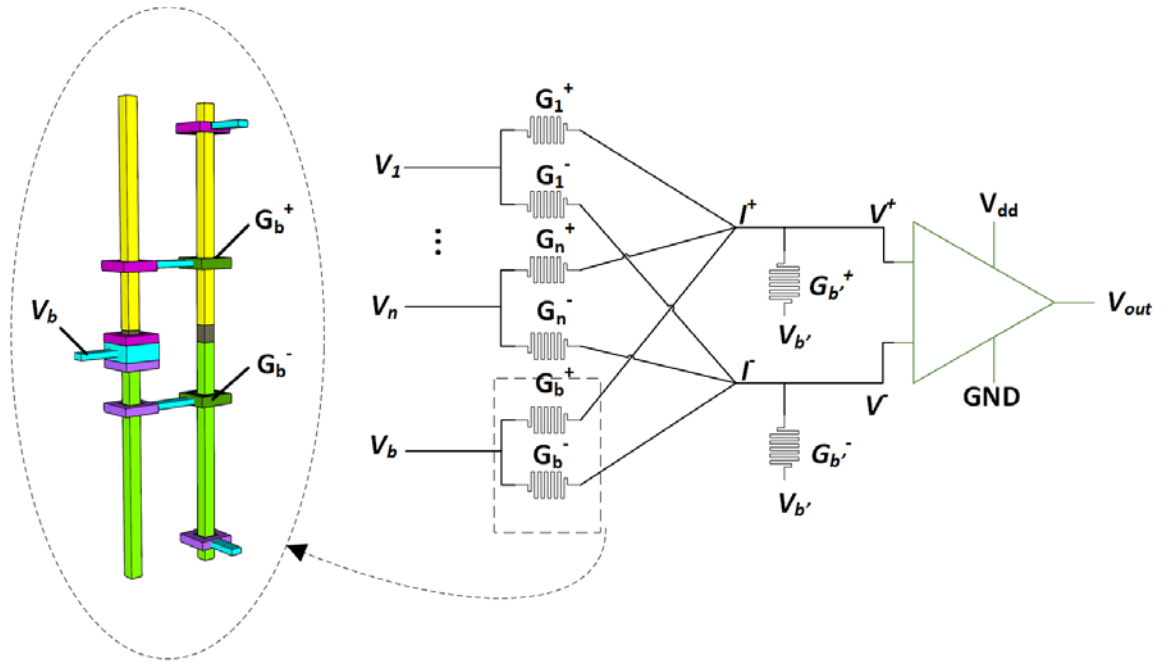 G_b^+
V_b
G_b^-
G_1^+
V_1
G_1^-
⋮
G_n^+
V_n
G_n^-
G_b^+
V_b
G_b^-
I^+
V^+
G_b'^+
V_b'
I^-
V^-
G_b'^-
V_b'
V_dd
V_out
GND